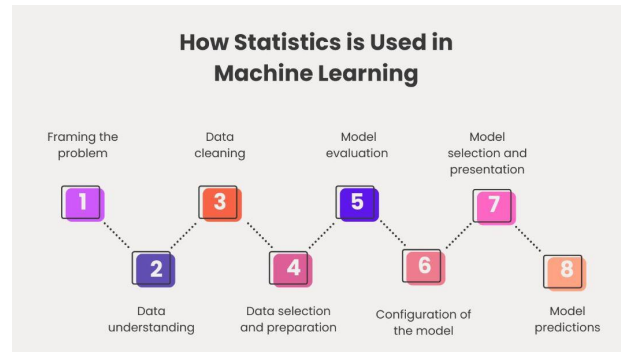 How Statistics is Used in
Machine Learning
Framing the
problem
1
2
Data
understanding
Data
cleaning
3
4
Data selection
and preparation
Model
evaluation
5
6
Configuration of
the model
Model
selection and
presentation
7
8
Model
predictions